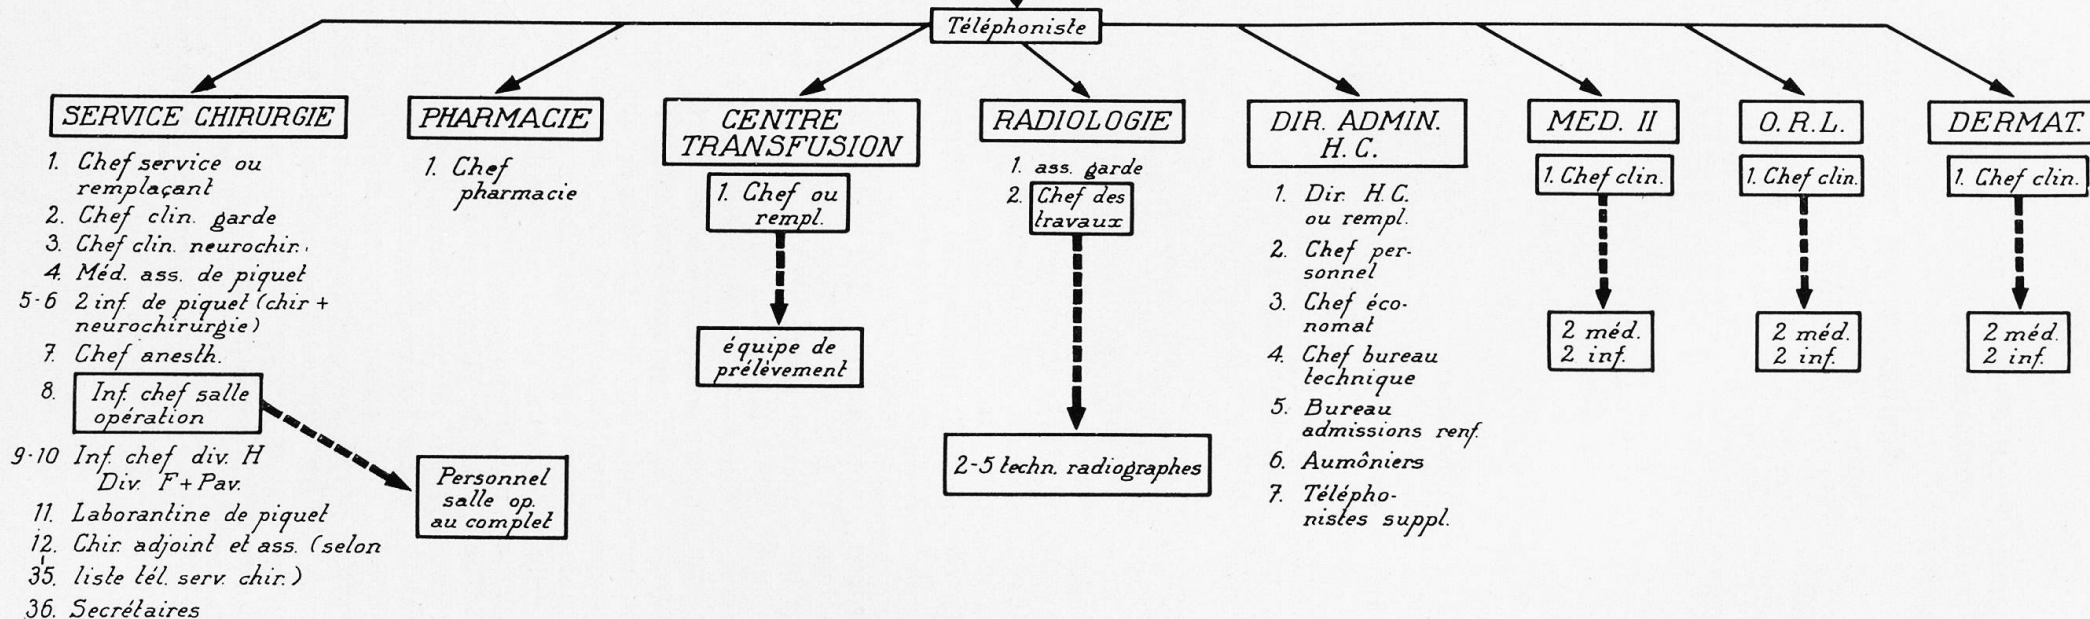 Téléphoniste
SERVICE CHIRURGIE
1. Chef service ou
remplaçant
2. Chef clin. garde
3. Chef clin. neurochir.
4. Méd. ass. de piquet
5-6 2 inf. de piquet (chir +
neurochirurgie)
7. Chef anesth.
8. Inf. chef salle
opération
9-10 Inf. chef div. H
Div. F + Pav.
11. Laborantine de piquet
12. Chir. adjoint et ass. (selon
35. liste tél. serv. chir.)
36. Secrétaires
Personnel
salle op.
au complet
PHARMACIE
1. Chef
pharmacie
CENTRE
TRANSFUSION
1. Chef ou
rempl.
équipe de
prélèvement
RADIOLOGIE
1. ass. garde
2. Chef des
travaux
2-5 techn. radiographes
DIR. ADMIN.
H. C.
1. Dir. H.C.
ou rempl.
2. Chef per-
sonnel
3. Chef éco-
nomat
4. Chef bureau
technique
5. Bureau
admissions renf.
6. Aumôniers
7. Télépho-
nistes suppl.
MED. II
1. Chef clin.
2 méd.
2 inf.
O.R.L.
1. Chef clin.
2 méd.
2 inf.
DERMAT.
1. Chef clin.
2 méd.
2 inf.